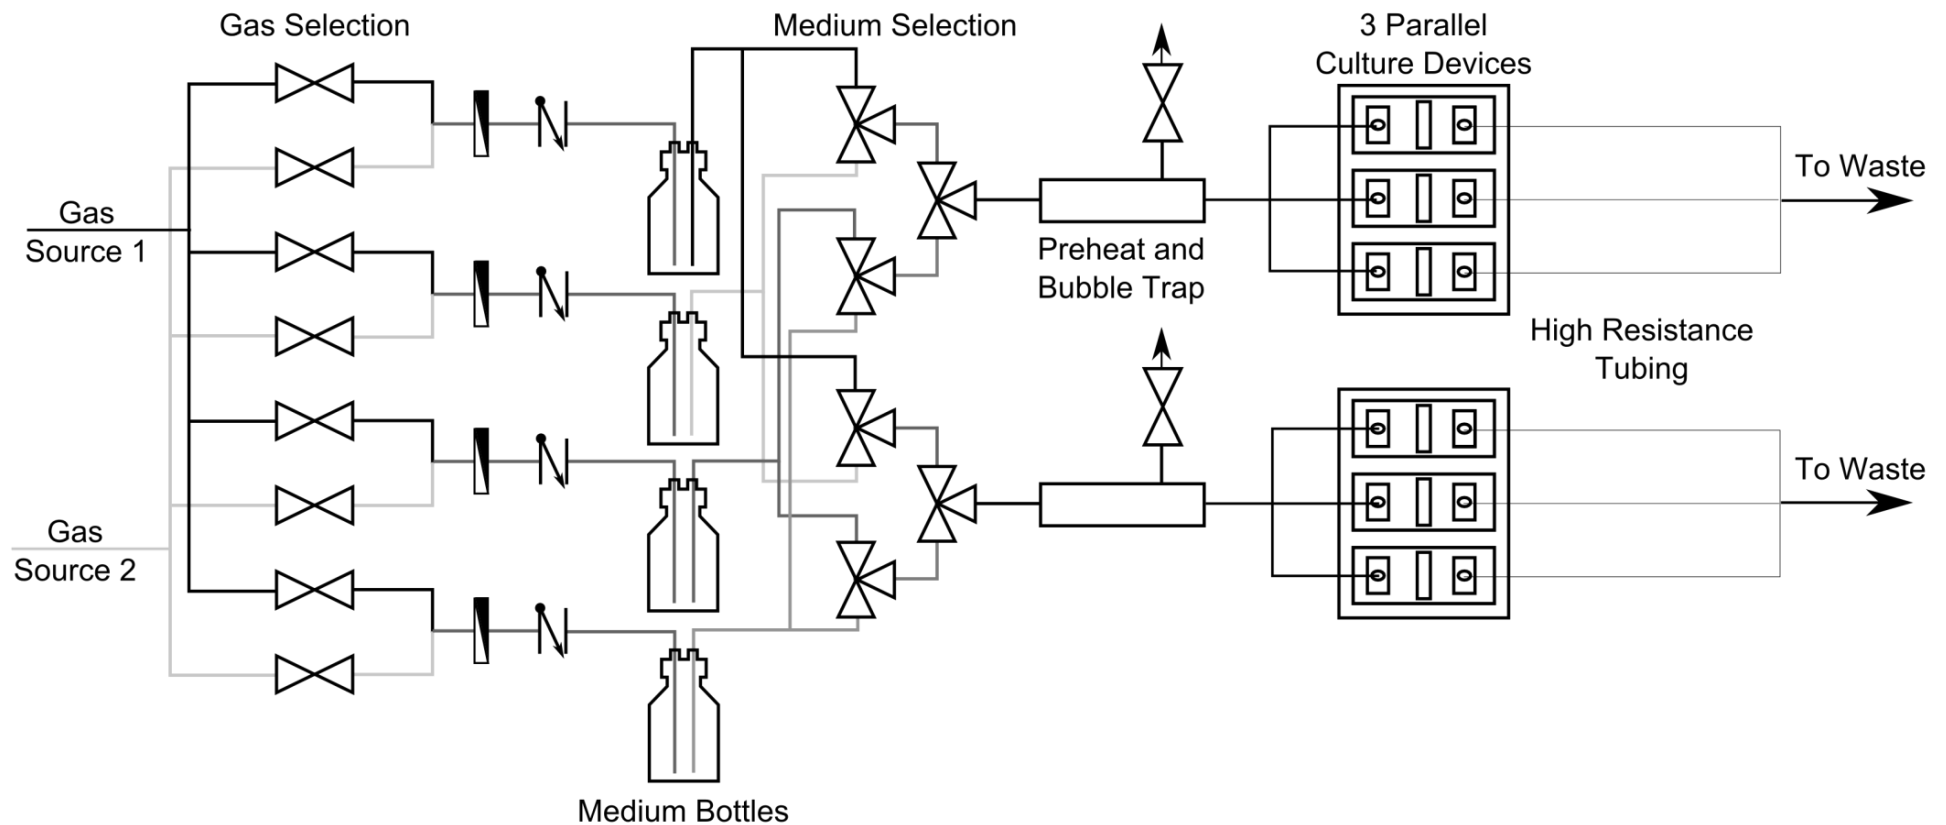 Gas Selection
Medium Selection
3 Parallel
Culture Devices
To Waste
Gas
Source 1
Preheat and
Bubble Trap
High Resistance
Tubing
To Waste
Gas
Source 2
Medium Bottles